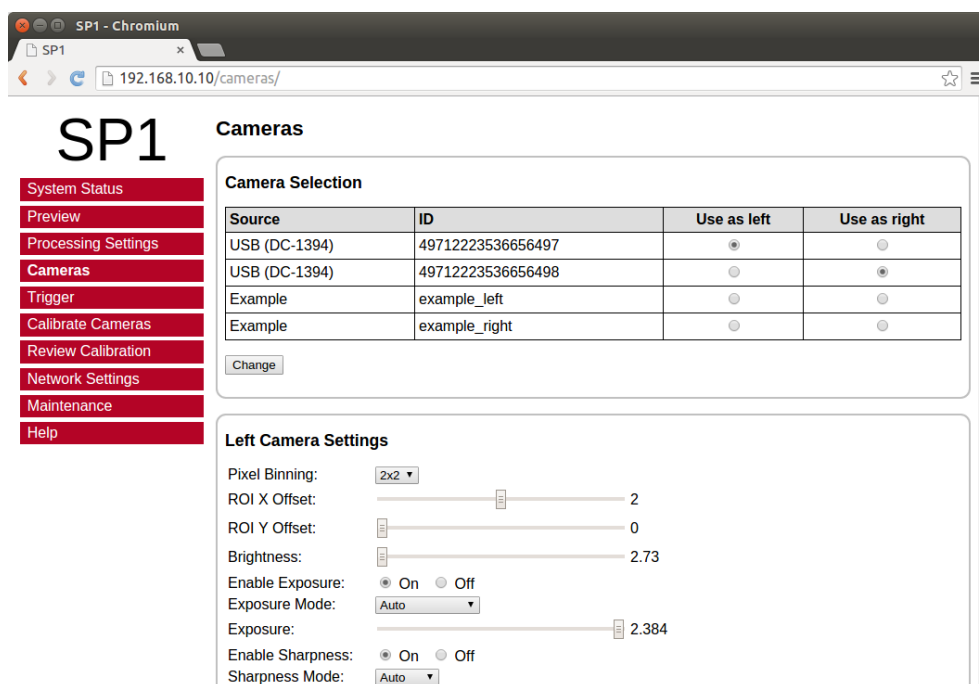 SP1 - Chromium
SP1
192.168.10.10/cameras/
SP1
System Status
Preview
Processing Settings
Cameras
Trigger
Calibrate Cameras
Review Calibration
Network Settings
Maintenance
Help
Cameras
Camera Selection
Source ID Use as left Use as right
USB (DC-1394) 49712223536656497
USB (DC-1394) 49712223536656498
Example example_left
Example example_right
Change
Left Camera Settings
Pixel Binning: 2x2
ROI X Offset: 2
ROI Y Offset: 0
Brightness: 2.73
Enable Exposure: On Off
Exposure Mode: Auto
Exposure: 2.384
Enable Sharpness: On Off
Sharpness Mode: Auto